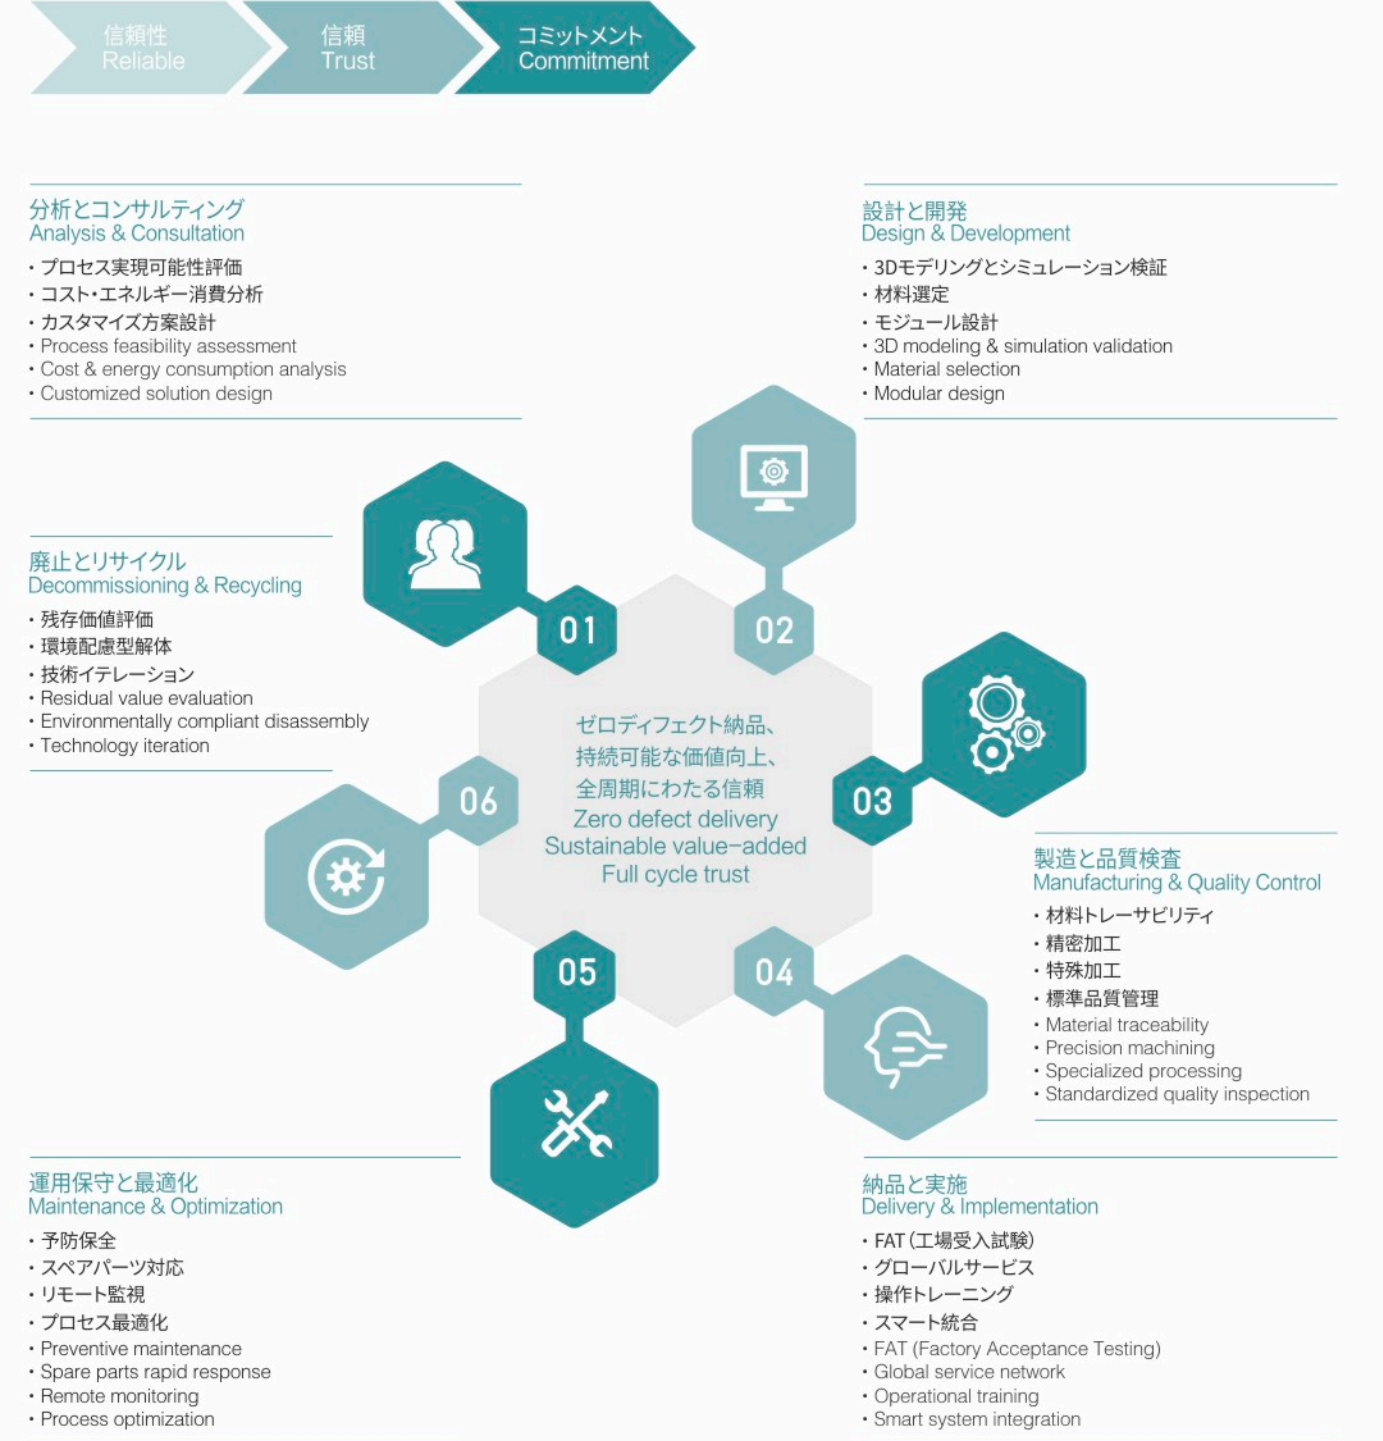 信頼性
Reliable
信頼
Trust
コミットメント
Commitment
分析とコンサルティング
Analysis & Consultation
・プロセス実現可能性評価
・コスト・エネルギー消費分析
・カスタマイズ方案設計
・Process feasibility assessment
・Cost & energy consumption analysis
・Customized solution design
設計と開発
Design & Development
・3Dモデリングとシミュレーション検証
・材料選定
・モジュール設計
・3D modeling & simulation validation
・Material selection
・Modular design
廃止とリサイクル
Decommissioning & Recycling
・残存価値評価
・環境配慮型解体
・技術イテレーション
・Residual value evaluation
・Environmentally compliant disassembly
・Technology iteration
01
02
03
04
05
06
ゼロディフェクト納品、
持続可能な価値向上、
全周期にわたる信頼
Zero defect delivery
Sustainable value-added
Full cycle trust
製造と品質検査
Manufacturing & Quality Control
・材料トレーサビリティ
・精密加工
・特殊加工
・標準品質管理
・Material traceability
・Precision machining
・Specialized processing
・Standardized quality inspection
運用保守と最適化
Maintenance & Optimization
・予防保全
・スペアパーツ対応
・リモート監視
・プロセス最適化
・Preventive maintenance
・Spare parts rapid response
・Remote monitoring
・Process optimization
納品と実施
Delivery & Implementation
・FAT（工場受入試験）
・グローバルサービス
・操作トレーニング
・スマート統合
・FAT (Factory Acceptance Testing)
・Global service network
・Operational training
・Smart system integration